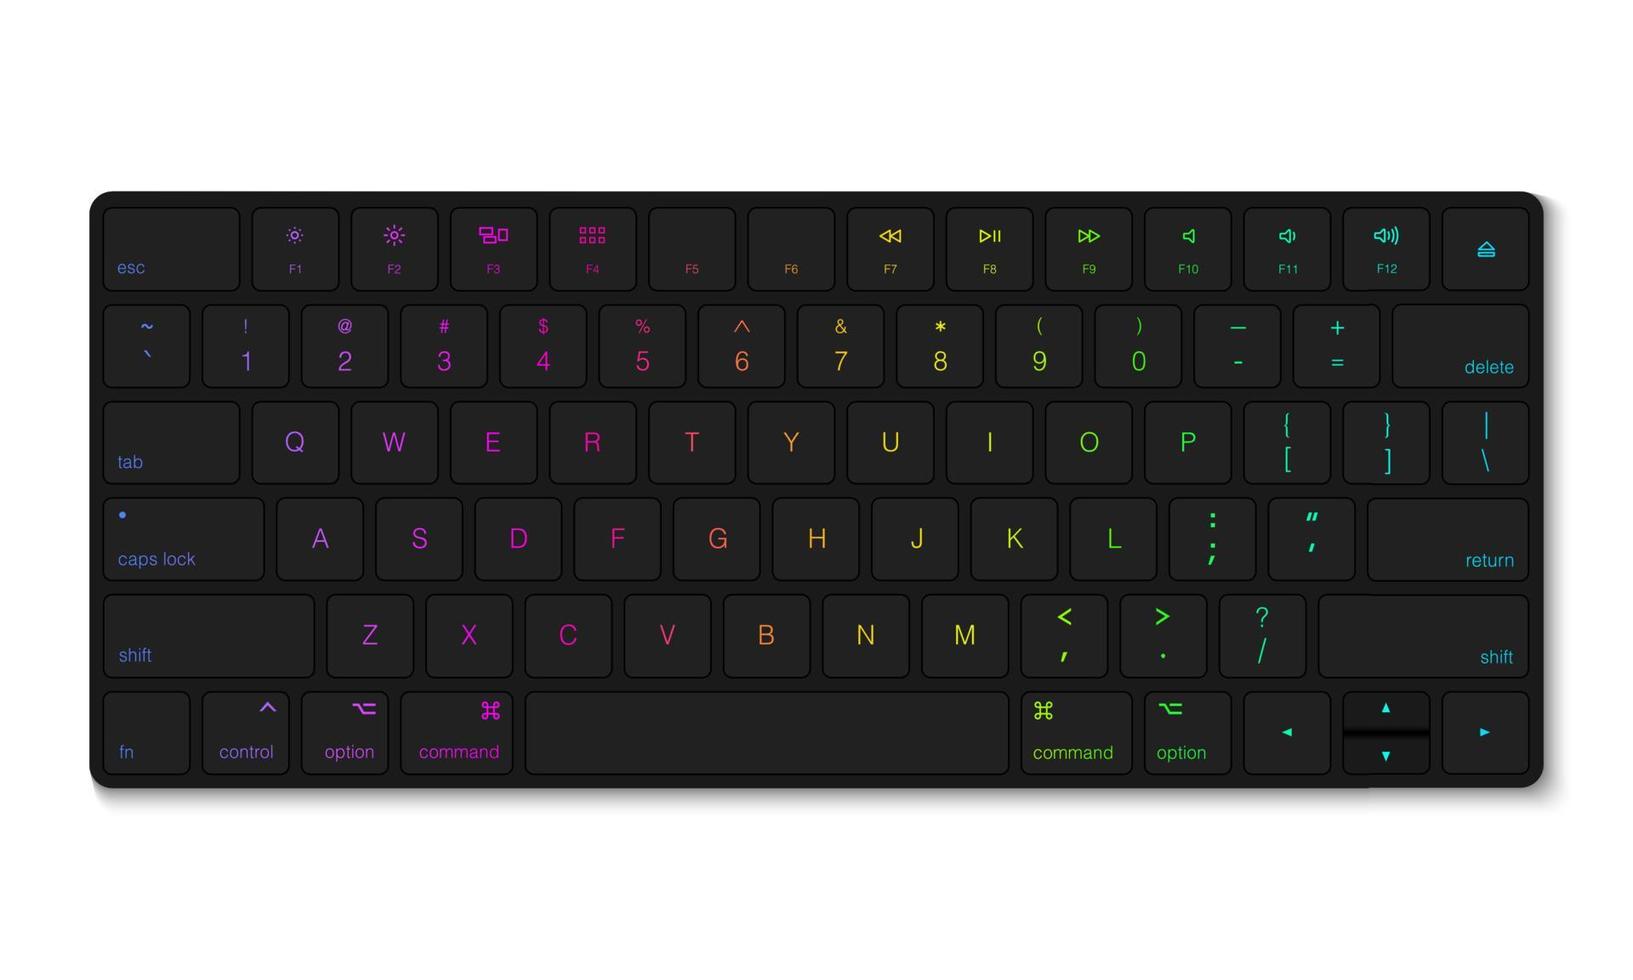 esc F1 F2 F3 F4 F5 F6 F7 F8 F9 F10 F11 F12
~ ! @ # $ % ^ & * ( ) — +
` 1 2 3 4 5 6 7 8 9 0 - = delete
tab Q W E R T Y U I O P { [ } ] | \
caps lock A S D F G H J K L : ; " ' return
shift Z X C V B N M < , > . ? / shift
fn ^ control ⌥ option ⌘ command ⌘ command ⌥ option ◄ ▲ ▼ ►